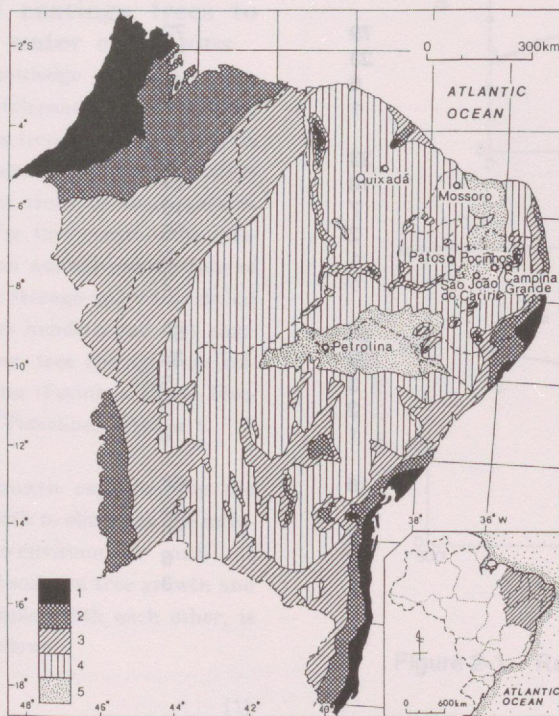 2°
4°
6°
8°
10°
12°
14°
16°
18°
48°
46°
44°
42°
40°
38°
36° W
0 300km
ATLANTIC
OCEAN
Quixadá
Mossoro
Patos
Pocinhos
São João
do Cariri
Campina
Grande
Petrolina
1
2
3
4
5
0 600km
ATLANTIC
OCEAN